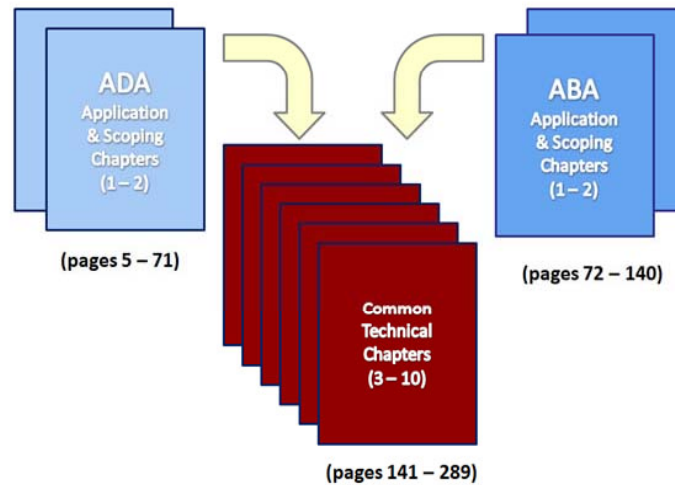 ADA
Application
& Scoping
Chapters
(1 – 2)
(pages 5 – 71)
ABA
Application
& Scoping
Chapters
(1 – 2)
(pages 72 – 140)
Common
Technical
Chapters
(3 – 10)
(pages 141 – 289)